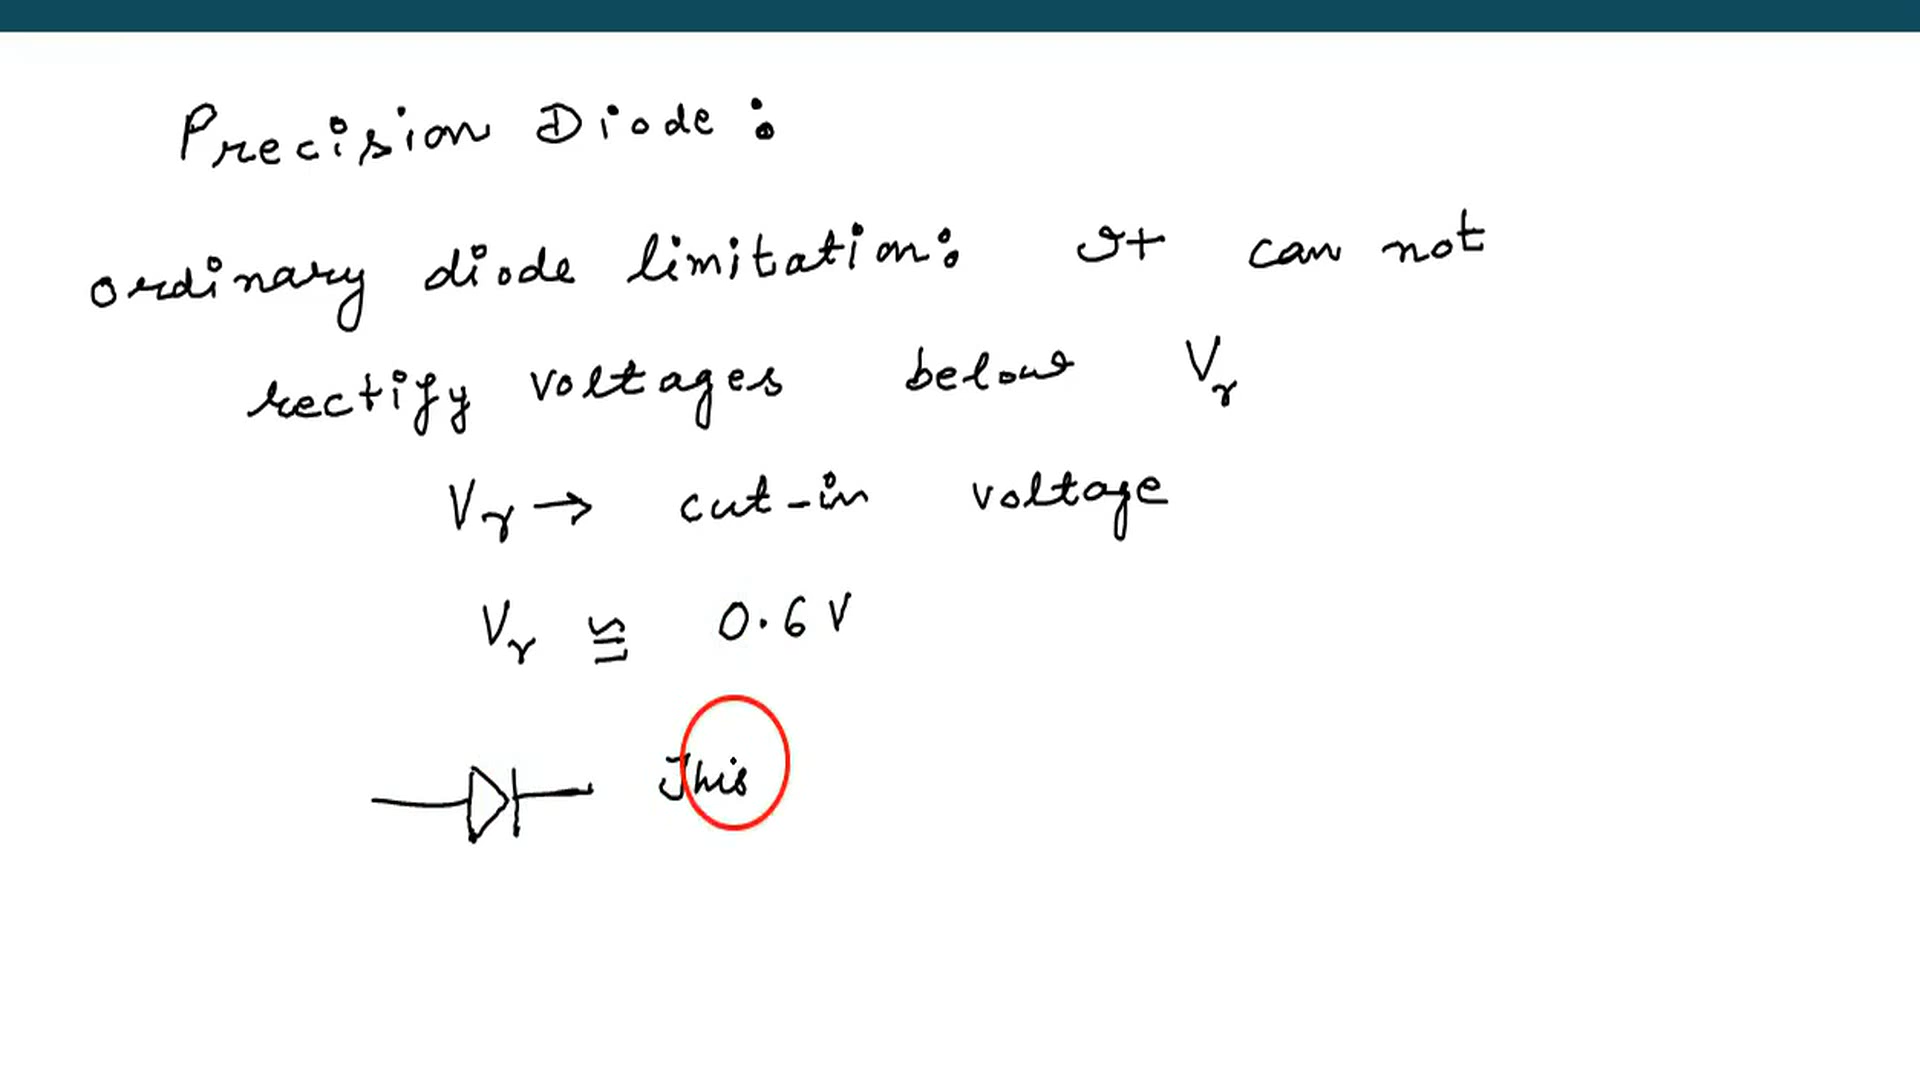 Precision Diode:
ordinary diode limitation: It can not
rectify voltages below Vγ
Vγ → cut-in voltage
Vγ ≌ 0.6 V
This